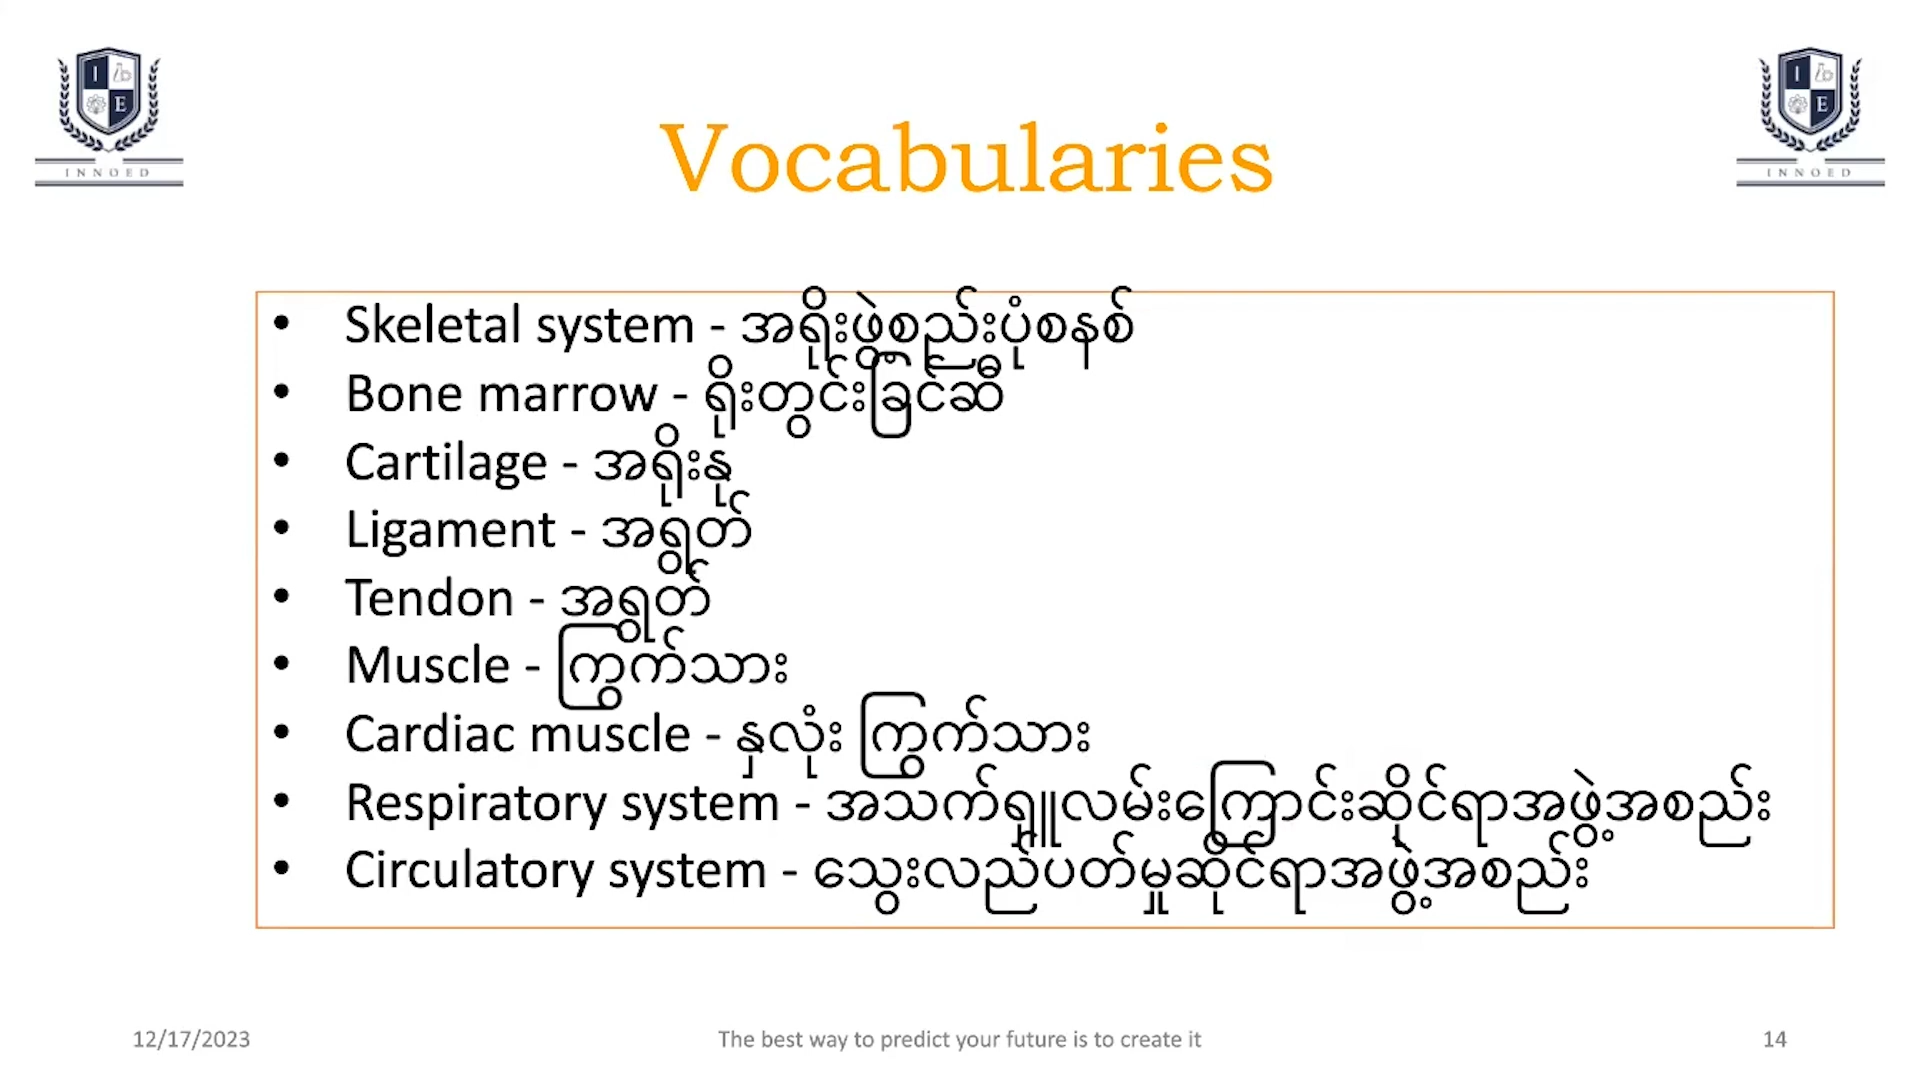 I
E
INNOED
I
E
INNOED
Vocabularies
• Skeletal system - အရိုးဖွဲ့စည်းပုံစနစ်
• Bone marrow - ရိုးတွင်းခြင်ဆီ
• Cartilage - အရိုးနု
• Ligament - အရွတ်
• Tendon - အရွတ်
• Muscle - ကြွက်သား
• Cardiac muscle - နှလုံး ကြွက်သား
• Respiratory system - အသက်ရှူလမ်းကြောင်းဆိုင်ရာအဖွဲ့အစည်း
• Circulatory system - သွေးလည်ပတ်မှုဆိုင်ရာအဖွဲ့အစည်း
12/17/2023
The best way to predict your future is to create it
14